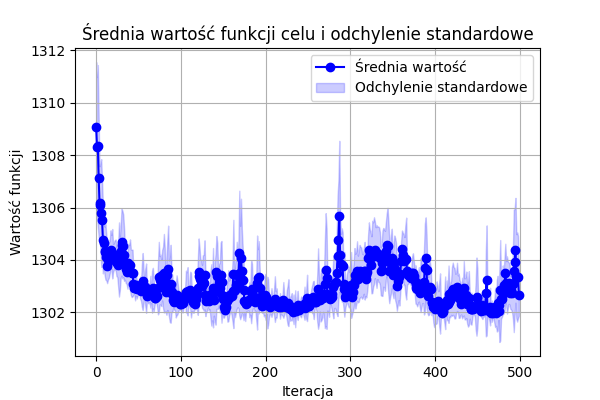 Średnia wartość funkcji celu i odchylenie standardowe
1312
1310
1308
1306
1304
1302
Wartość funkcji
Średnia wartość
Odchylenie standardowe
0
100
200
300
400
500
Iteracja